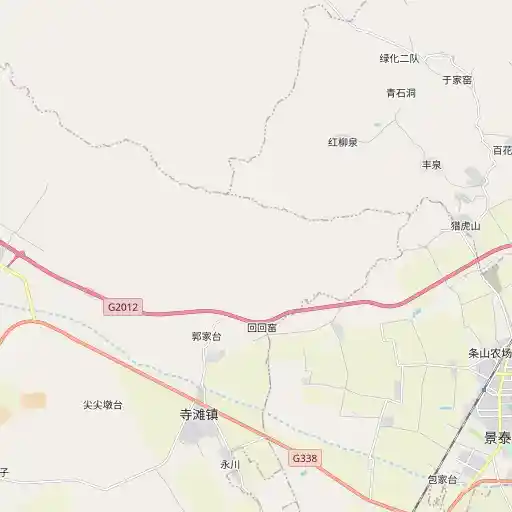 绿化二队
于家窑
青石洞
红柳泉
百花
丰泉
猎虎山
G2012
回回窑
郭家台
条山农场
尖尖墩台
寺滩镇
景泰
G338
永川
子
包家台